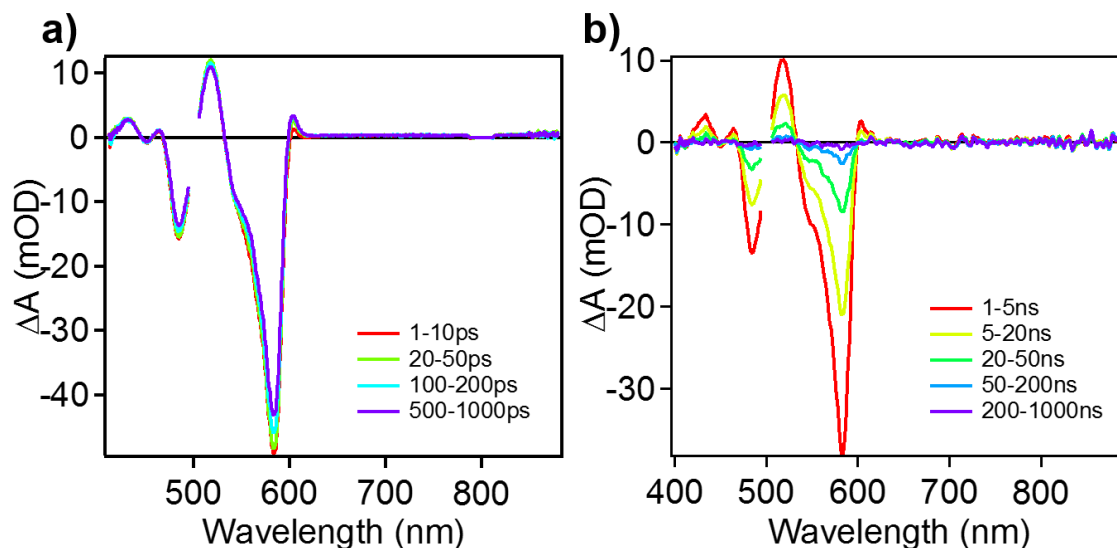 a)
10
0
-10
-20
-30
-40
ΔA (mOD)
1-10ps
20-50ps
100-200ps
500-1000ps
500
600
700
800
Wavelength (nm)
b)
10
0
-10
-20
-30
ΔA (mOD)
1-5ns
5-20ns
20-50ns
50-200ns
200-1000ns
400
500
600
700
800
Wavelength (nm)